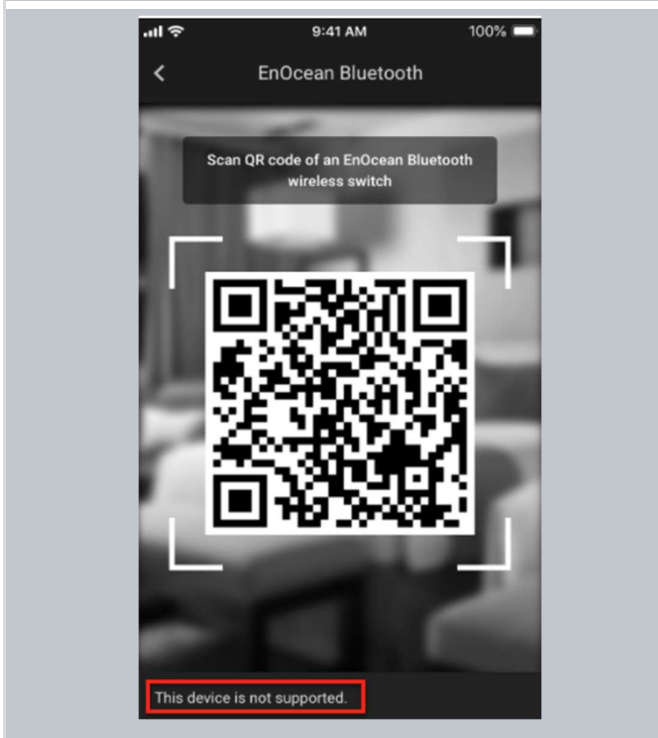 9:41 AM
100%
EnOcean Bluetooth
Scan QR code of an EnOcean Bluetooth
wireless switch
This device is not supported.